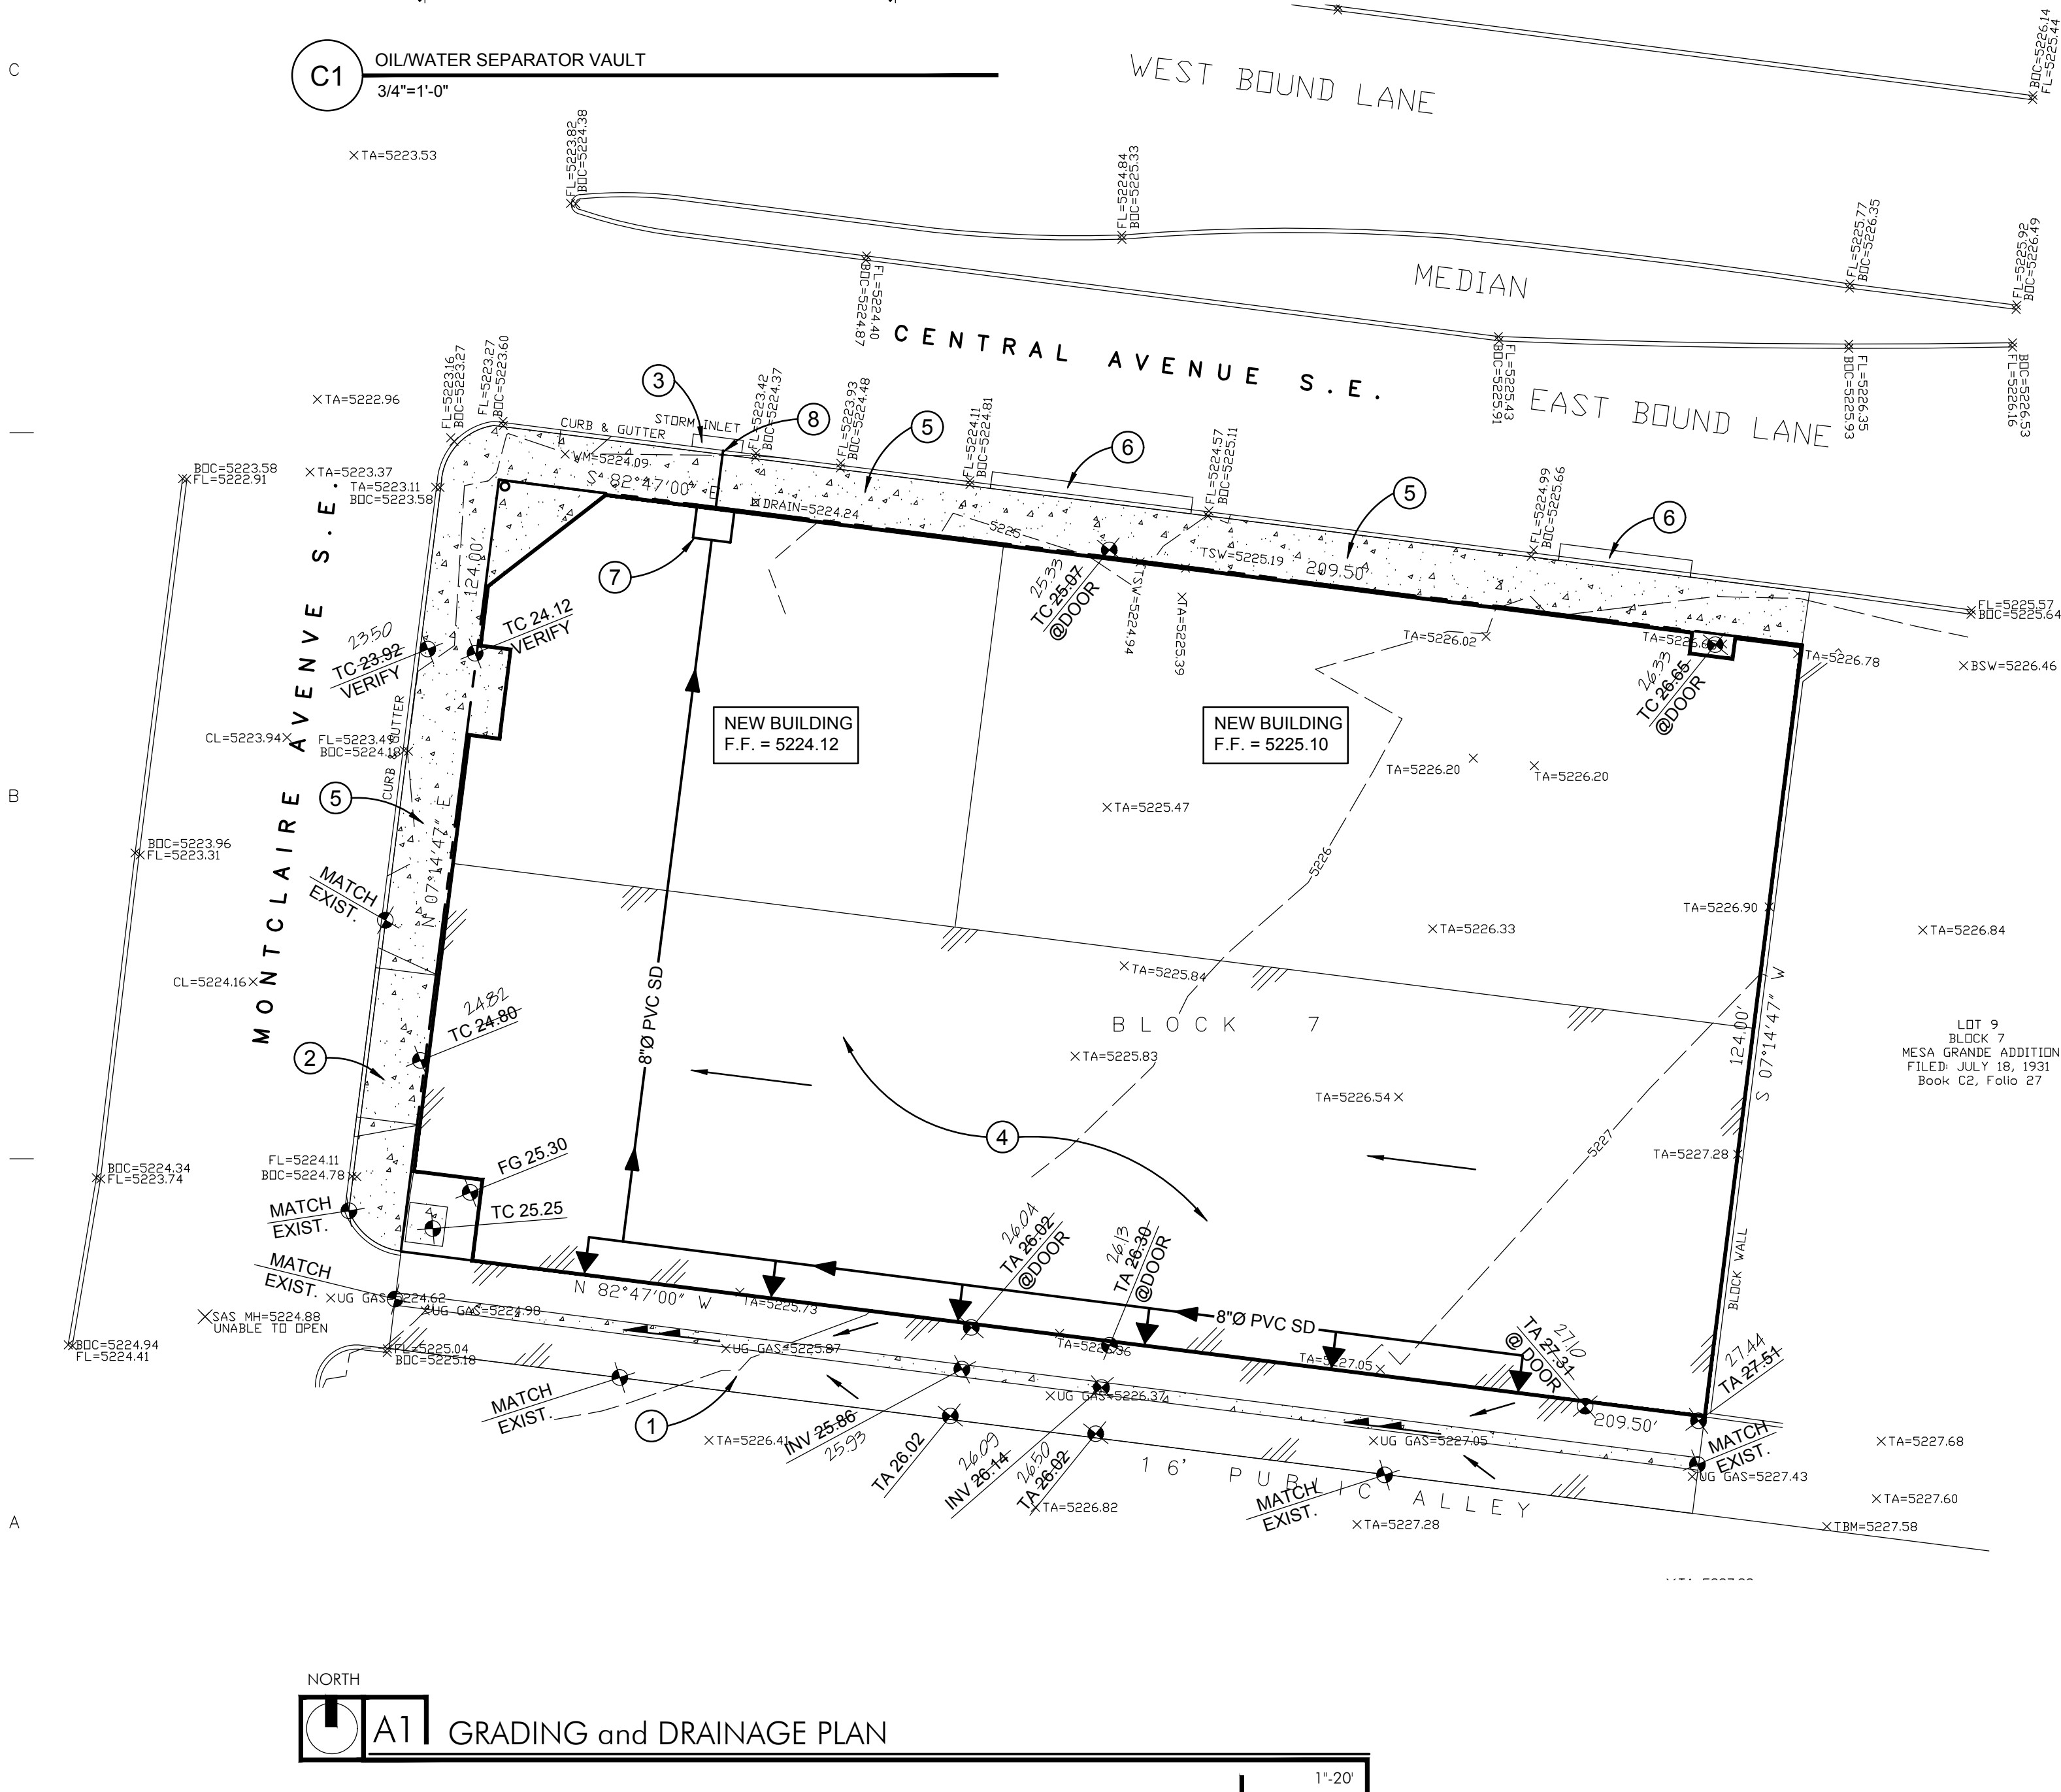 C
C1
OIL/WATER SEPARATOR VAULT
3/4"=1'-0"
WEST BOUND LANE
BOC=5226.14
FL=5225.44
TA=5223.53
FL=5223.82
BOC=5224.38
FL=5224.84
BOC=5225.33
FL=5225.77
BOC=5226.35
FL=5225.92
BOC=5226.49
MEDIAN
FL=5224.40
BOC=5224.87
CENTRAL AVENUE S.E.
FL=5225.43
BOC=5225.91
EAST BOUND LANE
FL=5226.35
BOC=5225.93
BOC=5226.53
FL=5226.16
TA=5222.96
FL=5223.16
BOC=5223.27
FL=5223.27
BOC=5223.60
3
CURB & GUTTER
STORM INLET
FL=5223.42
BOC=5224.37
8
FL=5223.93
BOC=5224.48
5
FL=5224.11
BOC=5224.81
6
FL=5224.57
BOC=5225.11
5
FL=5224.99
BOC=5225.66
6
BOC=5223.58
FL=5222.91
TA=5223.37
TA=5223.11
BOC=5223.58
WM=5224.09
S 82°47'00" E
DRAIN=5224.24
5225
TSW=5225.19
209.50'
FL=5225.57
BOC=5225.64
124.00'
7
25.33
TC 25.07
@DOOR
TSW=5224.94
TA=5225.39
TA=5226.02
TA=5226.78
BSW=5226.46
23.50
TC 23.92
VERIFY
TC 24.12
VERIFY
26.33
TC 26.65
@DOOR
MONTCLAIRE AVENVE S.E.
CL=5223.94
FL=5223.49
BOC=5224.18
CURB & GUTTER
NEW BUILDING
F.F. = 5224.12
NEW BUILDING
F.F. = 5225.10
TA=5226.20
TA=5226.20
B
5
N 07°14'47" E
TA=5225.47
BOC=5223.96
FL=5223.31
5226
MATCH
EXIST.
TA=5226.90
TA=5226.33
TA=5226.84
CL=5224.16
8"Ø PVC SD
TA=5225.84
S 07°14'47" W
124.00'
24.82
TC 24.80
BLOCK 7
LOT 9
BLOCK 7
MESA GRANDE ADDITION
FILED: JULY 18, 1931
Book C2, Folio 27
2
TA=5225.83
TA=5226.54
4
5227
TA=5227.28
FL=5224.11
BOC=5224.78
BOC=5224.34
FL=5223.74
FG 25.30
TC 25.25
MATCH
EXIST.
26.04
TA 26.02
@DOOR
26.13
TA 26.30
@DOOR
BLOCK WALL
MATCH
EXIST.
UG GAS=5224.62
UG GAS=5224.98
N 82°47'00" W
TA=5225.73
8"Ø PVC SD
SAS MH=5224.88
UNABLE TO OPEN
BOC=5224.94
FL=5224.41
FL=5225.04
BOC=5225.18
UG GAS=5225.87
TA=5227.05
27.10
TA 27.31
@DOOR
27.44
TA 27.51
MATCH
EXIST.
1
UG GAS=5226.37
209.50'
TA=5226.41
INV 25.86
25.93
TA 26.02
26.09
INV 26.14
26.50
TA 26.02
UG GAS=5227.05
MATCH
EXIST.
TA=5227.68
UG GAS=5227.43
16' PUBLIC ALLEY
MATCH
EXIST.
TA=5226.82
TA=5227.28
TA=5227.60
TBM=5227.58
A
NORTH
A1
GRADING and DRAINAGE PLAN
1"-20'